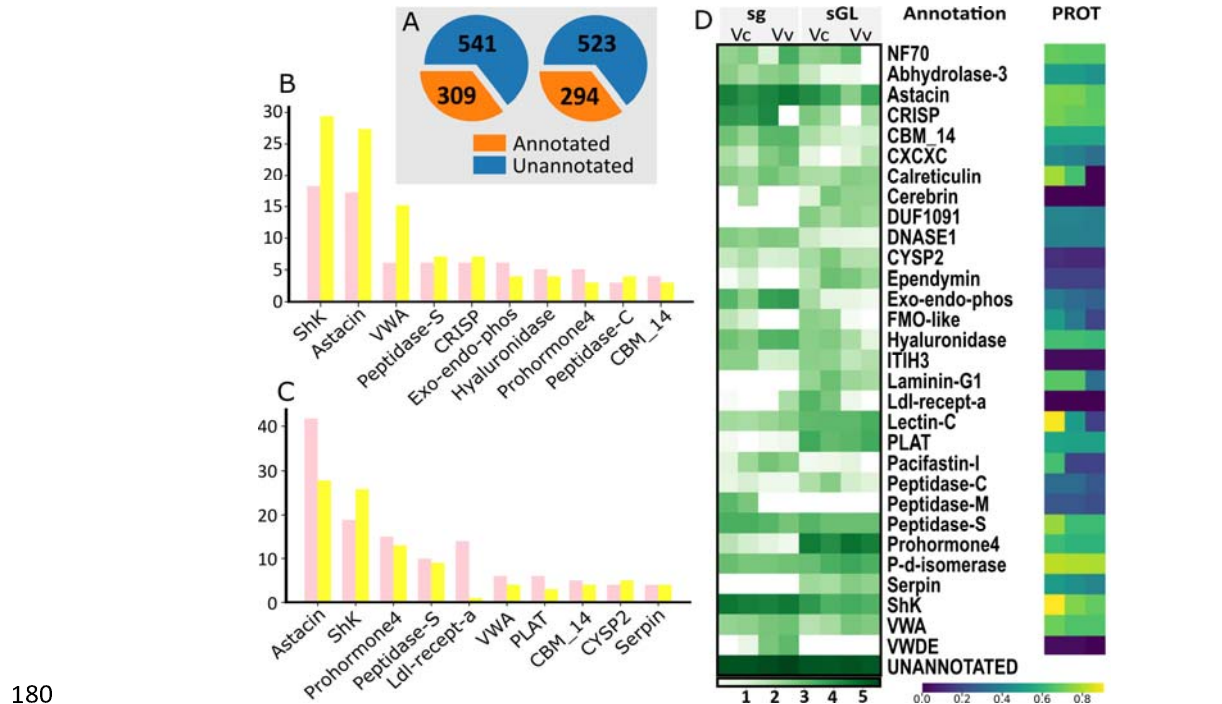 A
541
309
523
294
Annotated
Unannotated
B
30
25
20
15
10
5
0
ShK
Astacin
VWA
Peptidase-S
CRISP
Exo-endo-phos
Hyaluronidase
Prohormone4
Peptidase-C
CBM_14
C
40
30
20
10
0
Astacin
ShK
Prohormone4
Peptidase-S
Ldl-recept-a
VWA
PLAT
CBM_14
CYSP2
Serpin
D
sg sGL Annotation PROT
Vc Vv Vc Vv
NF70
Abhydrolase-3
Astacin
CRISP
CBM_14
CXCXC
Calreticulin
Cerebrin
DUF1091
DNASE1
CYSP2
Ependymin
Exo-endo-phos
FMO-like
Hyaluronidase
ITIH3
Laminin-G1
Ldl-recept-a
Lectin-C
PLAT
Pacifastin-I
Peptidase-C
Peptidase-M
Peptidase-S
Prohormone4
P-d-isomerase
Serpin
ShK
VWA
VWDE
UNANNOTATED
1 2 3 4 5
0.0 0.2 0.4 0.6 0.8
180